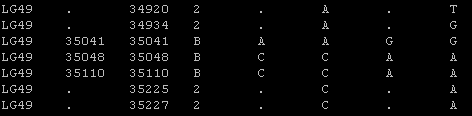 LG49 . 34920 2 . A . T
LG49 . 34934 2 . A . G
LG49 35041 35041 B A A G G
LG49 35048 35048 B C C A A
LG49 35110 35110 B C C A A
LG49 . 35225 2 . C . A
LG49 . 35227 2 . C . A